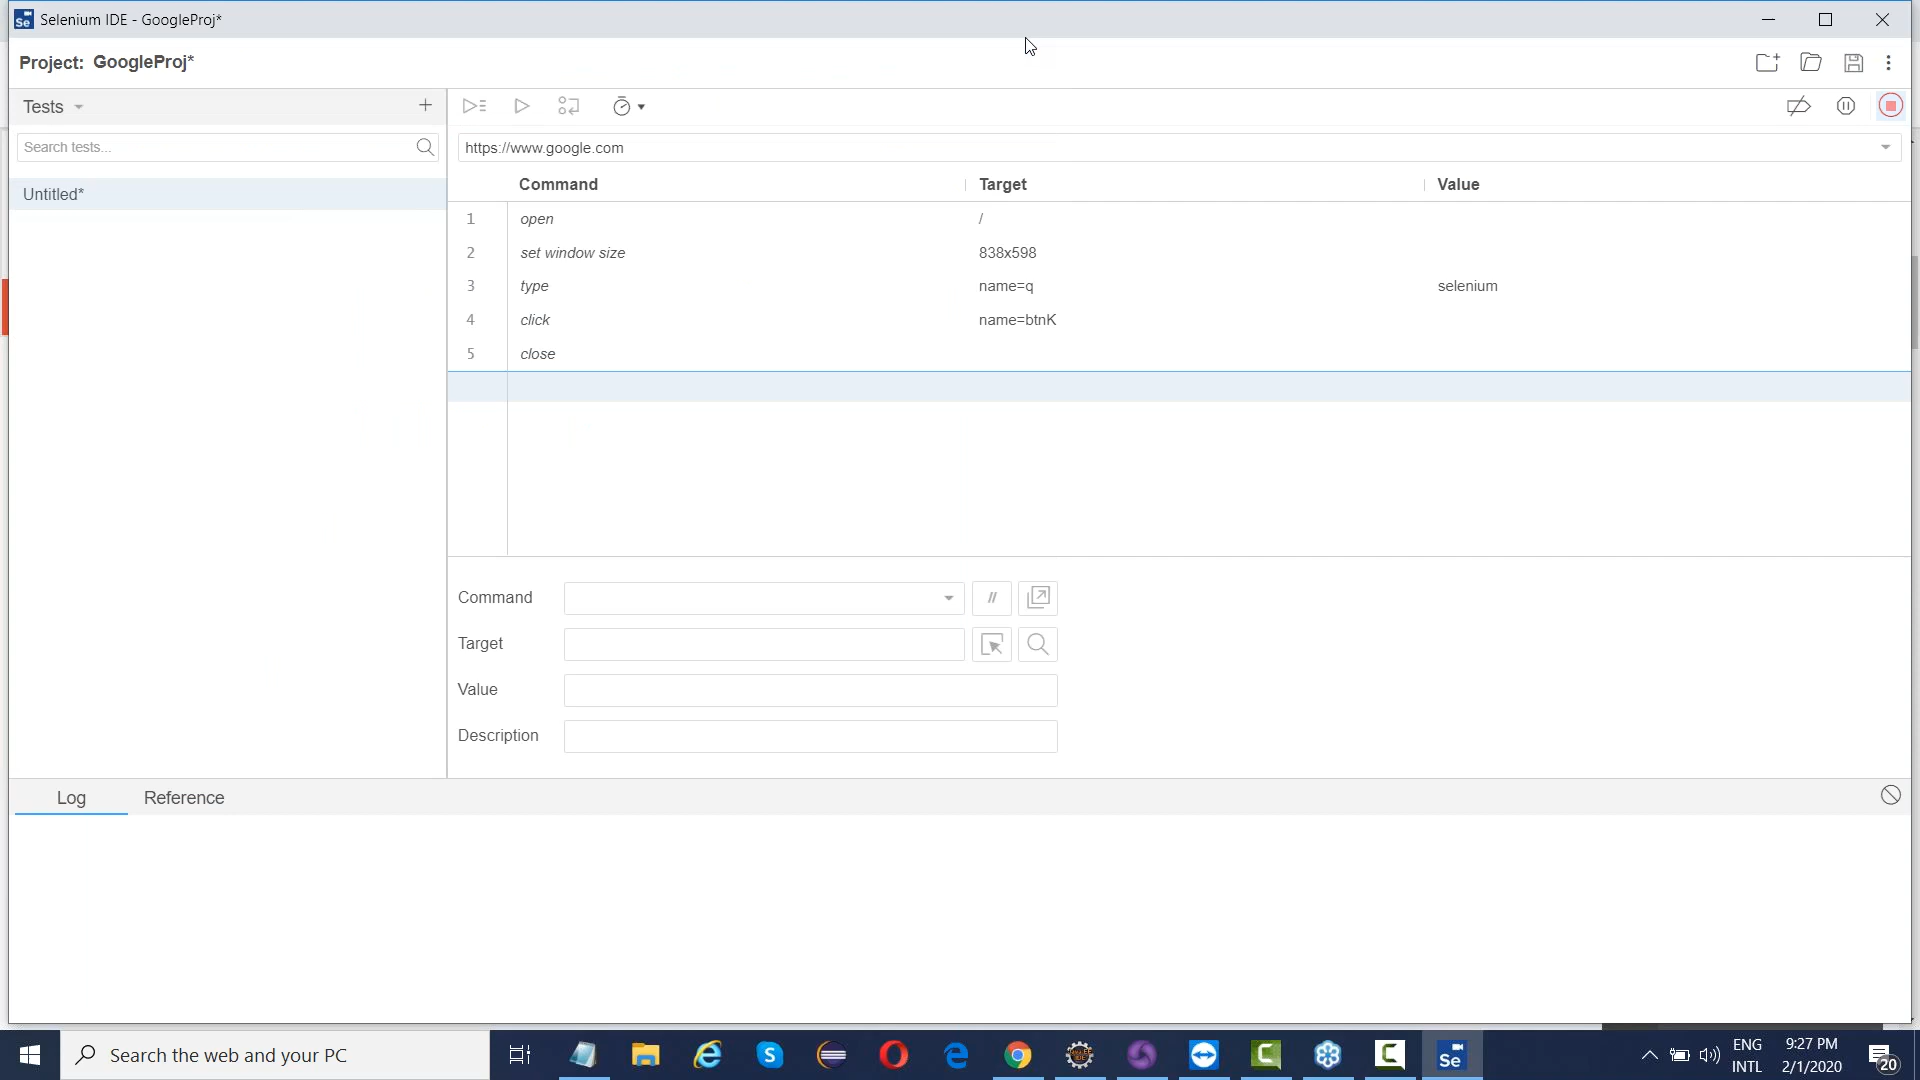 Selenium IDE - GoogleProj*
Project: GoogleProj*
Tests
Search tests...
https://www.google.com
Command Target Value
Untitled*
1 open /
2 set window size 838x598
3 type name=q selenium
4 click name=btnK
5 close
Command //
Target
Value
Description
Log Reference
Search the web and your PC
ENG 9:27 PM
INTL 2/1/2020
20
Se